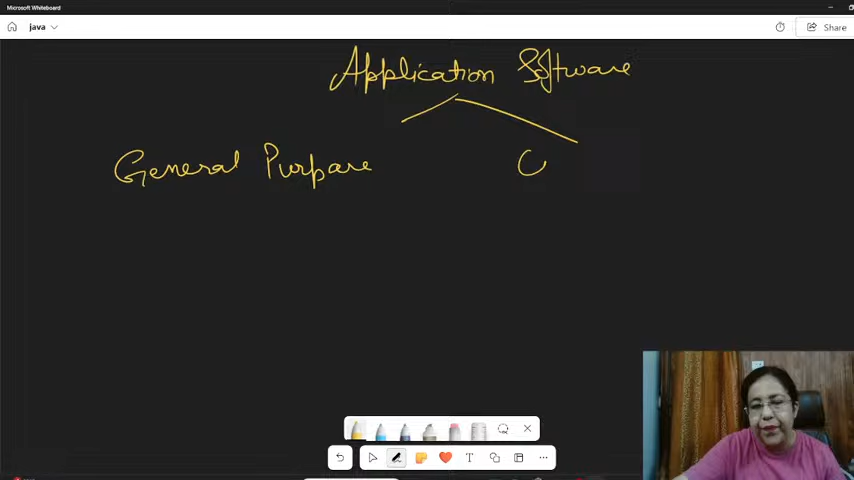 Microsoft Whiteboard
java
Share
Application Software
General Purpose
C
T